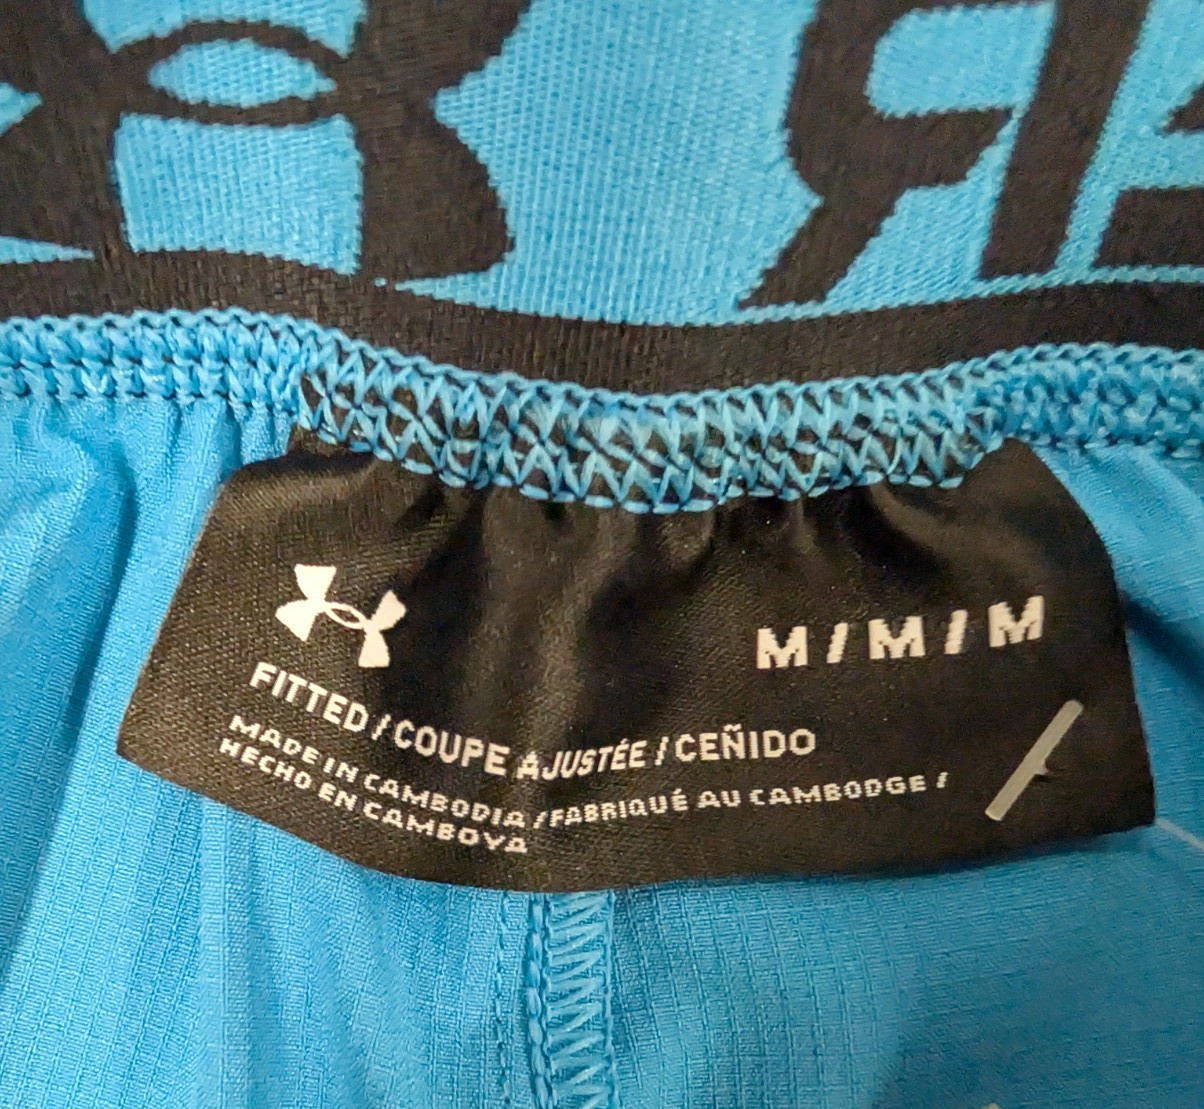 M / M / M
FITTED / COUPE AJUSTÉE / CEÑIDO
MADE IN CAMBODIA / FABRIQUÉ AU CAMBODGE /
HECHO EN CAMBOYA